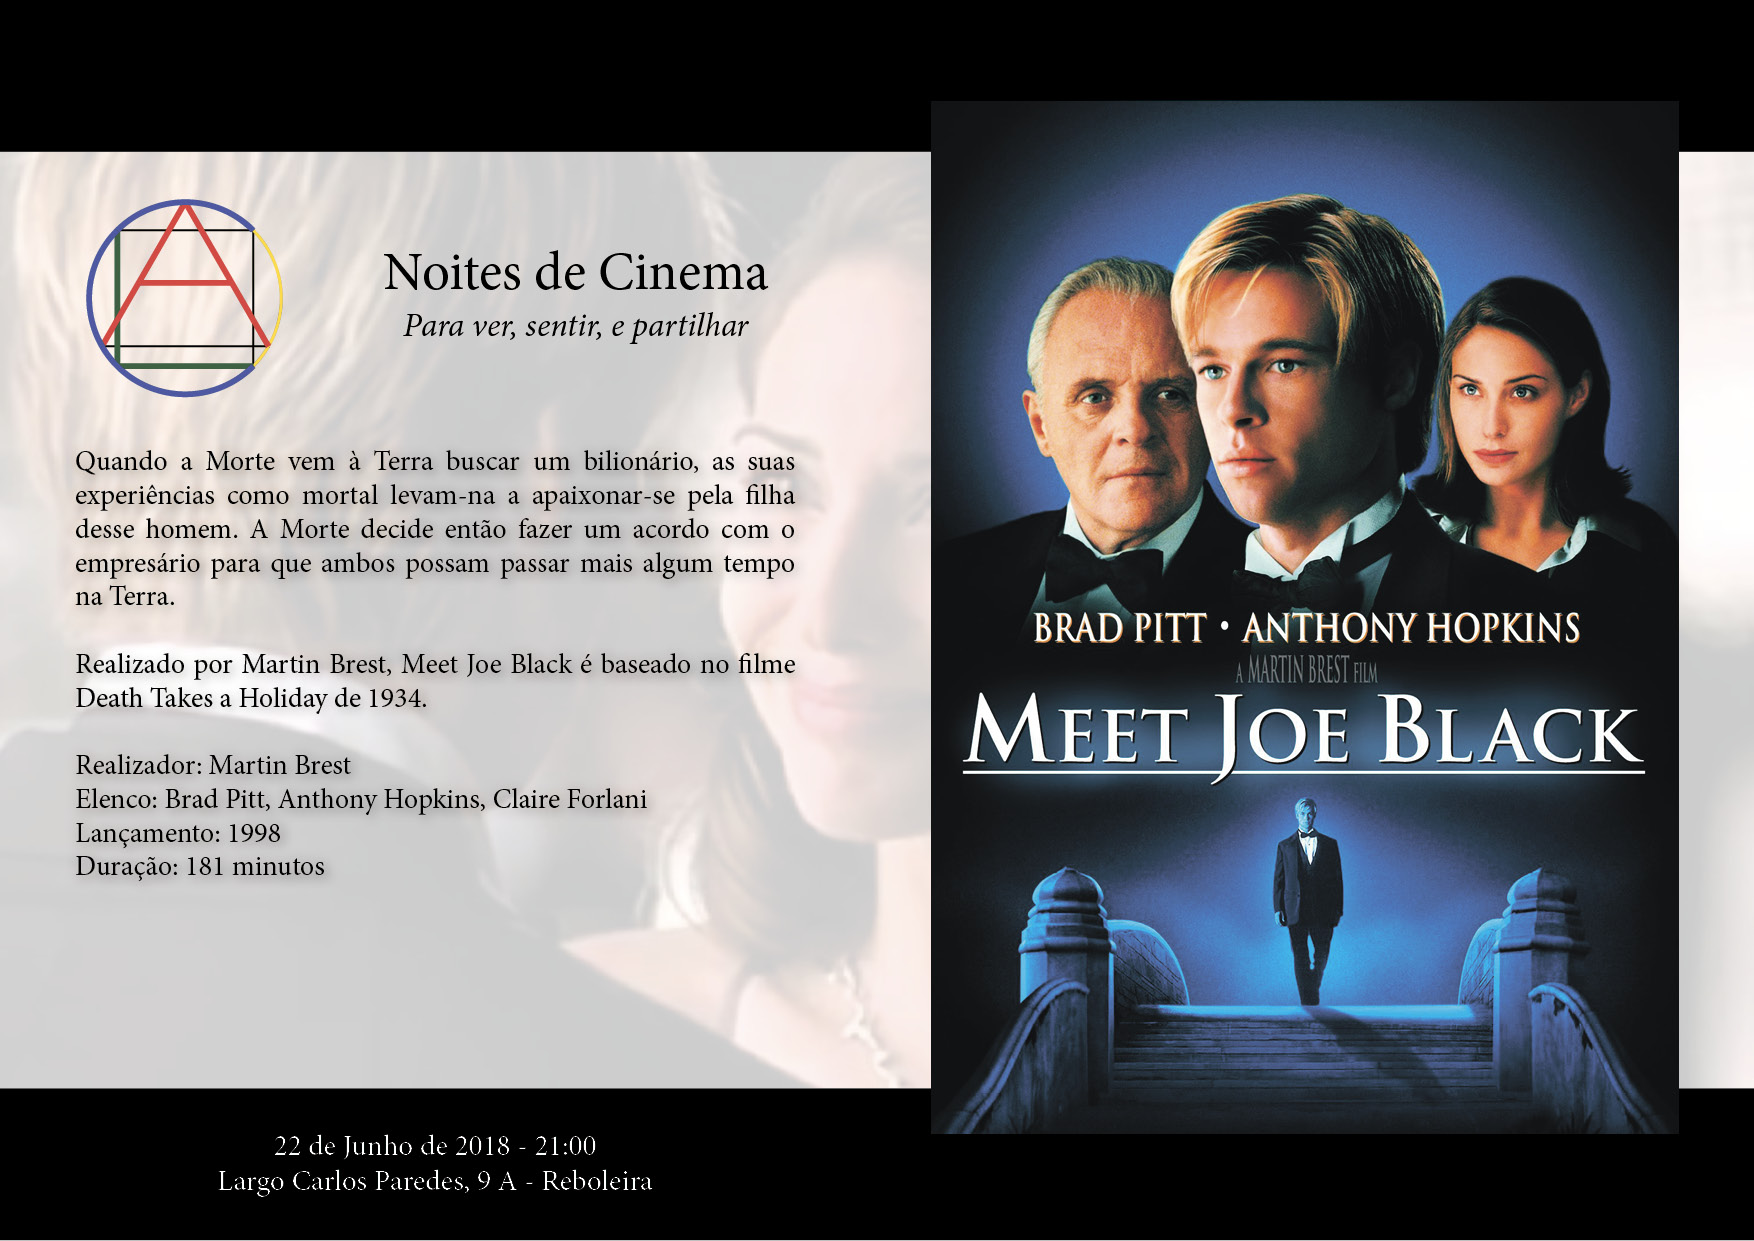 Noites de Cinema
Para ver, sentir, e partilhar
Quando a Morte vem à Terra buscar um bilionário, as suas
experiências como mortal levam-na a apaixonar-se pela filha
desse homem. A Morte decide então fazer um acordo com o
empresário para que ambos possam passar mais algum tempo
na Terra.
Realizado por Martin Brest, Meet Joe Black é baseado no filme
Death Takes a Holiday de 1934.
Realizador: Martin Brest
Elenco: Brad Pitt, Anthony Hopkins, Claire Forlani
Lançamento: 1998
Duração: 181 minutos
22 de Junho de 2018 - 21:00
Largo Carlos Paredes, 9 A - Reboleira
BRAD PITT · ANTHONY HOPKINS
A MARTIN BREST FILM
MEET JOE BLACK